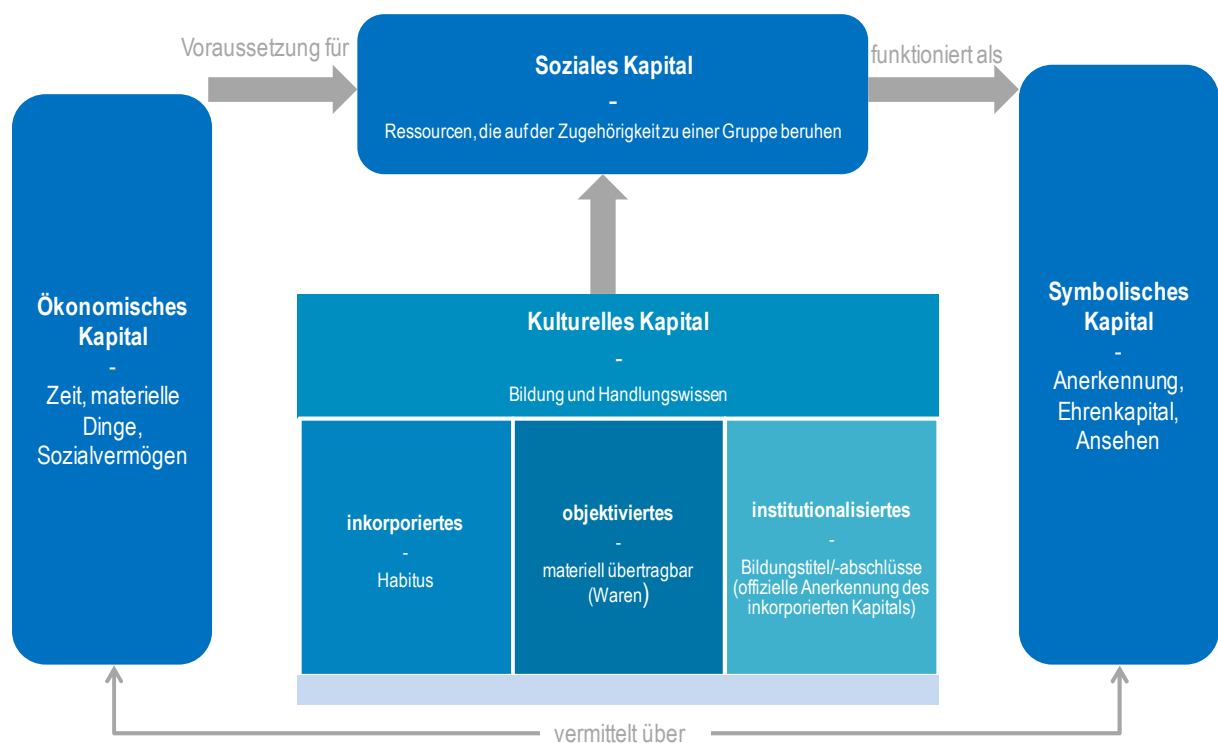 Voraussetzung für
Soziales Kapital
-
Ressourcen, die auf der Zugehörigkeit zu einer Gruppe beruhen
funktioniert als
Ökonomisches
Kapital
-
Zeit, materielle
Dinge,
Sozialvermögen
Kulturelles Kapital
-
Bildung und Handlungswissen
inkorporiertes
-
Habitus
objektiviertes
-
materiell übertragbar
(Waren)
institutionalisiertes
-
Bildungstitel/-abschlüsse
(offizielle Anerkennung des
inkorporierten Kapitals)
Symbolisches
Kapital
-
Anerkennung,
Ehrenkapital,
Ansehen
vermittelt über